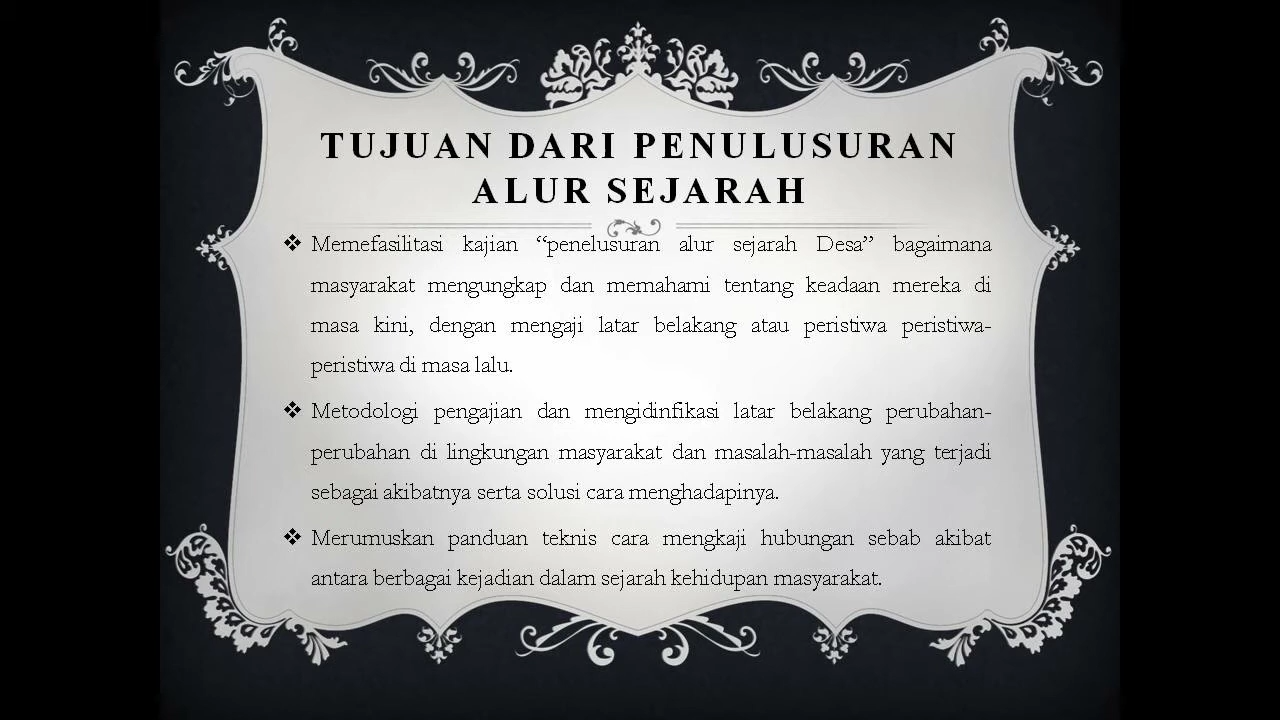 TUJUAN DARI PENULUSURAN
ALUR SEJARAH
❖ Memefasilitasi kajian “penelusuran alur sejarah Desa” bagaimana
masyarakat mengungkap dan memahami tentang keadaan mereka di
masa kini, dengan mengaji latar belakang atau peristiwa peristiwa-
peristiwa di masa lalu.
❖ Metodologi pengajian dan mengidinfikasi latar belakang perubahan-
perubahan di lingkungan masyarakat dan masalah-masalah yang terjadi
sebagai akibatnya serta solusi cara menghadapinya.
❖ Merumuskan panduan teknis cara mengkaji hubungan sebab akibat
antara berbagai kejadian dalam sejarah kehidupan masyarakat.